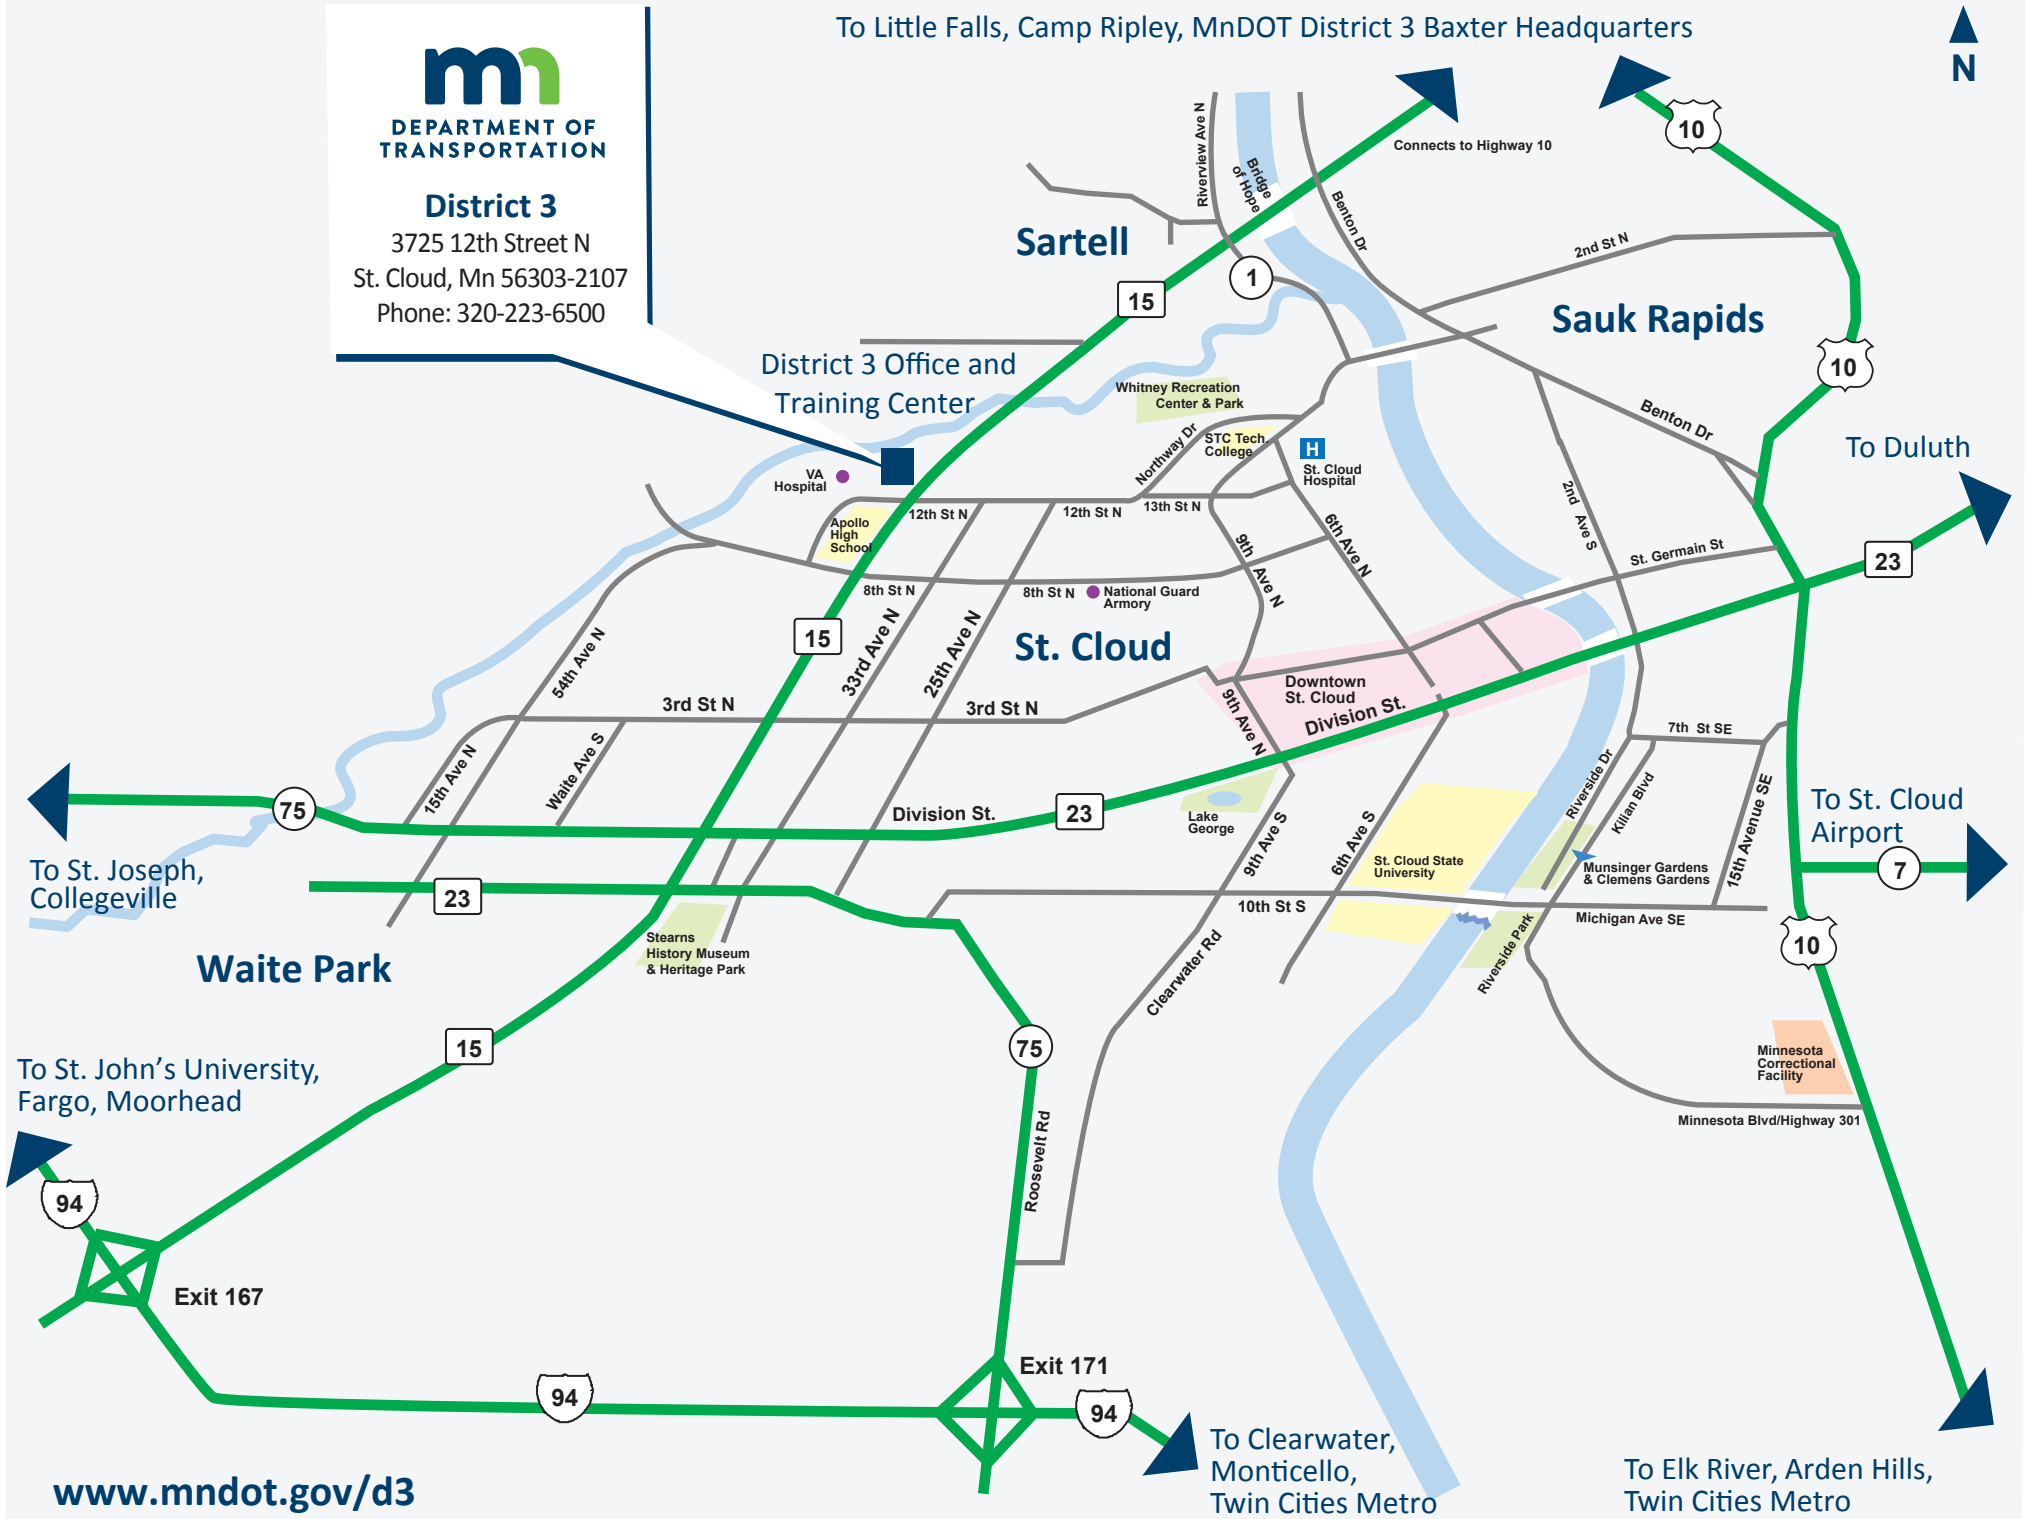 To Little Falls, Camp Ripley, MnDOT District 3 Baxter Headquarters
N
mn
DEPARTMENT OF
TRANSPORTATION
District 3
3725 12th Street N
St. Cloud, Mn 56303-2107
Phone: 320-223-6500
10
Connects to Highway 10
Riverview Ave N
Bridge
of Hope
Benton Dr
2nd St N
Sartell
1
15
Sauk Rapids
10
District 3 Office and
Training Center
Whitney Recreation
Center & Park
Northway Dr
STC Tech.
College
H
St. Cloud
Hospital
Benton Dr
To Duluth
VA
Hospital
12th St N
12th St N
13th St N
Apollo
High
School
9th
Ave N
6th Ave N
2nd
Ave S
St. Germain St
23
8th St N
8th St N
National Guard
Armory
15
St. Cloud
54th Ave N
33rd Ave N
25th Ave N
3rd St N
3rd St N
Downtown
St. Cloud
9th Ave N
Division St.
7th St SE
15th Ave N
Waite Ave S
75
Division St.
23
Lake
George
9th Ave S
6th Ave S
St. Cloud State
University
Riverside Dr
Kilian Blvd
15th Avenue SE
Munsinger Gardens
& Clemens Gardens
To St. Cloud
Airport
7
To St. Joseph,
Collegeville
23
10th St S
Michigan Ave SE
Riverside Park
10
Stearns
History Museum
& Heritage Park
Waite Park
Clearwater Rd
15
75
Minnesota
Correctional
Facility
Minnesota Blvd/Highway 301
To St. John’s University,
Fargo, Moorhead
Roosevelt Rd
94
Exit 167
Exit 171
94
94
To Clearwater,
Monticello,
Twin Cities Metro
To Elk River, Arden Hills,
Twin Cities Metro
www.mndot.gov/d3